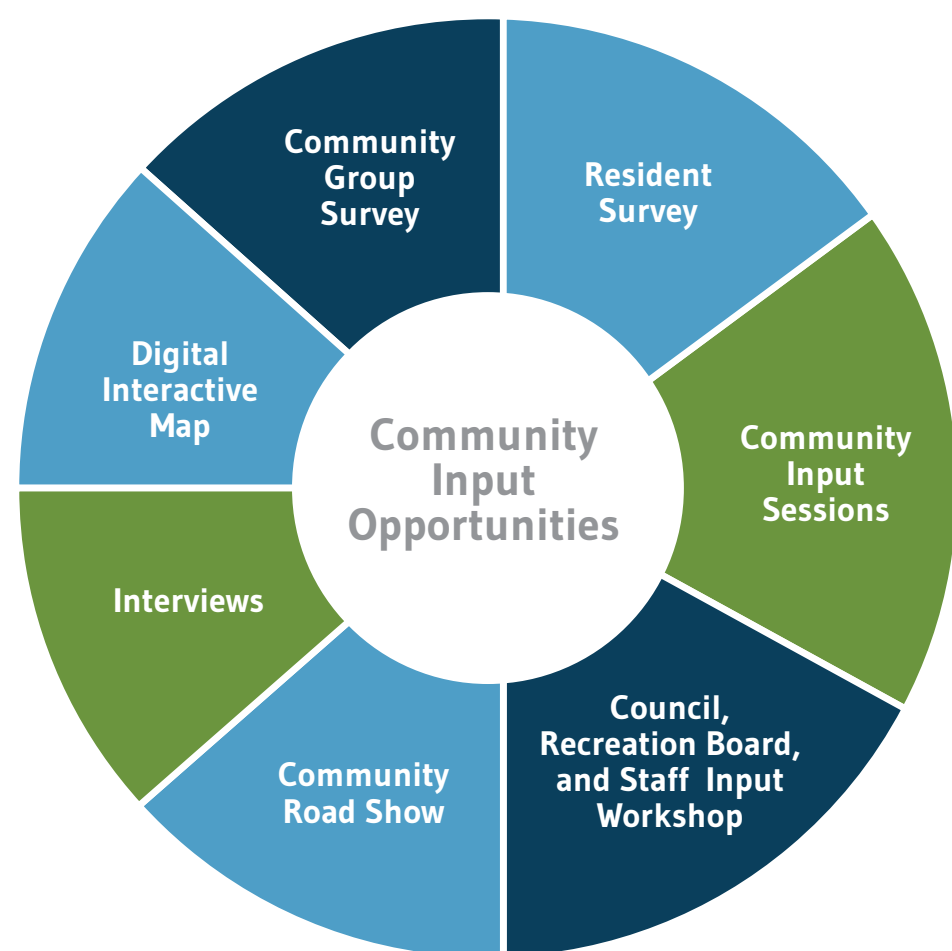 Community
Input
Opportunities
Resident
Survey
Community
Input
Sessions
Council,
Recreation Board,
and Staff  Input
Workshop
Community
Road Show
Interviews
Digital
Interactive
Map
Community
Group
Survey